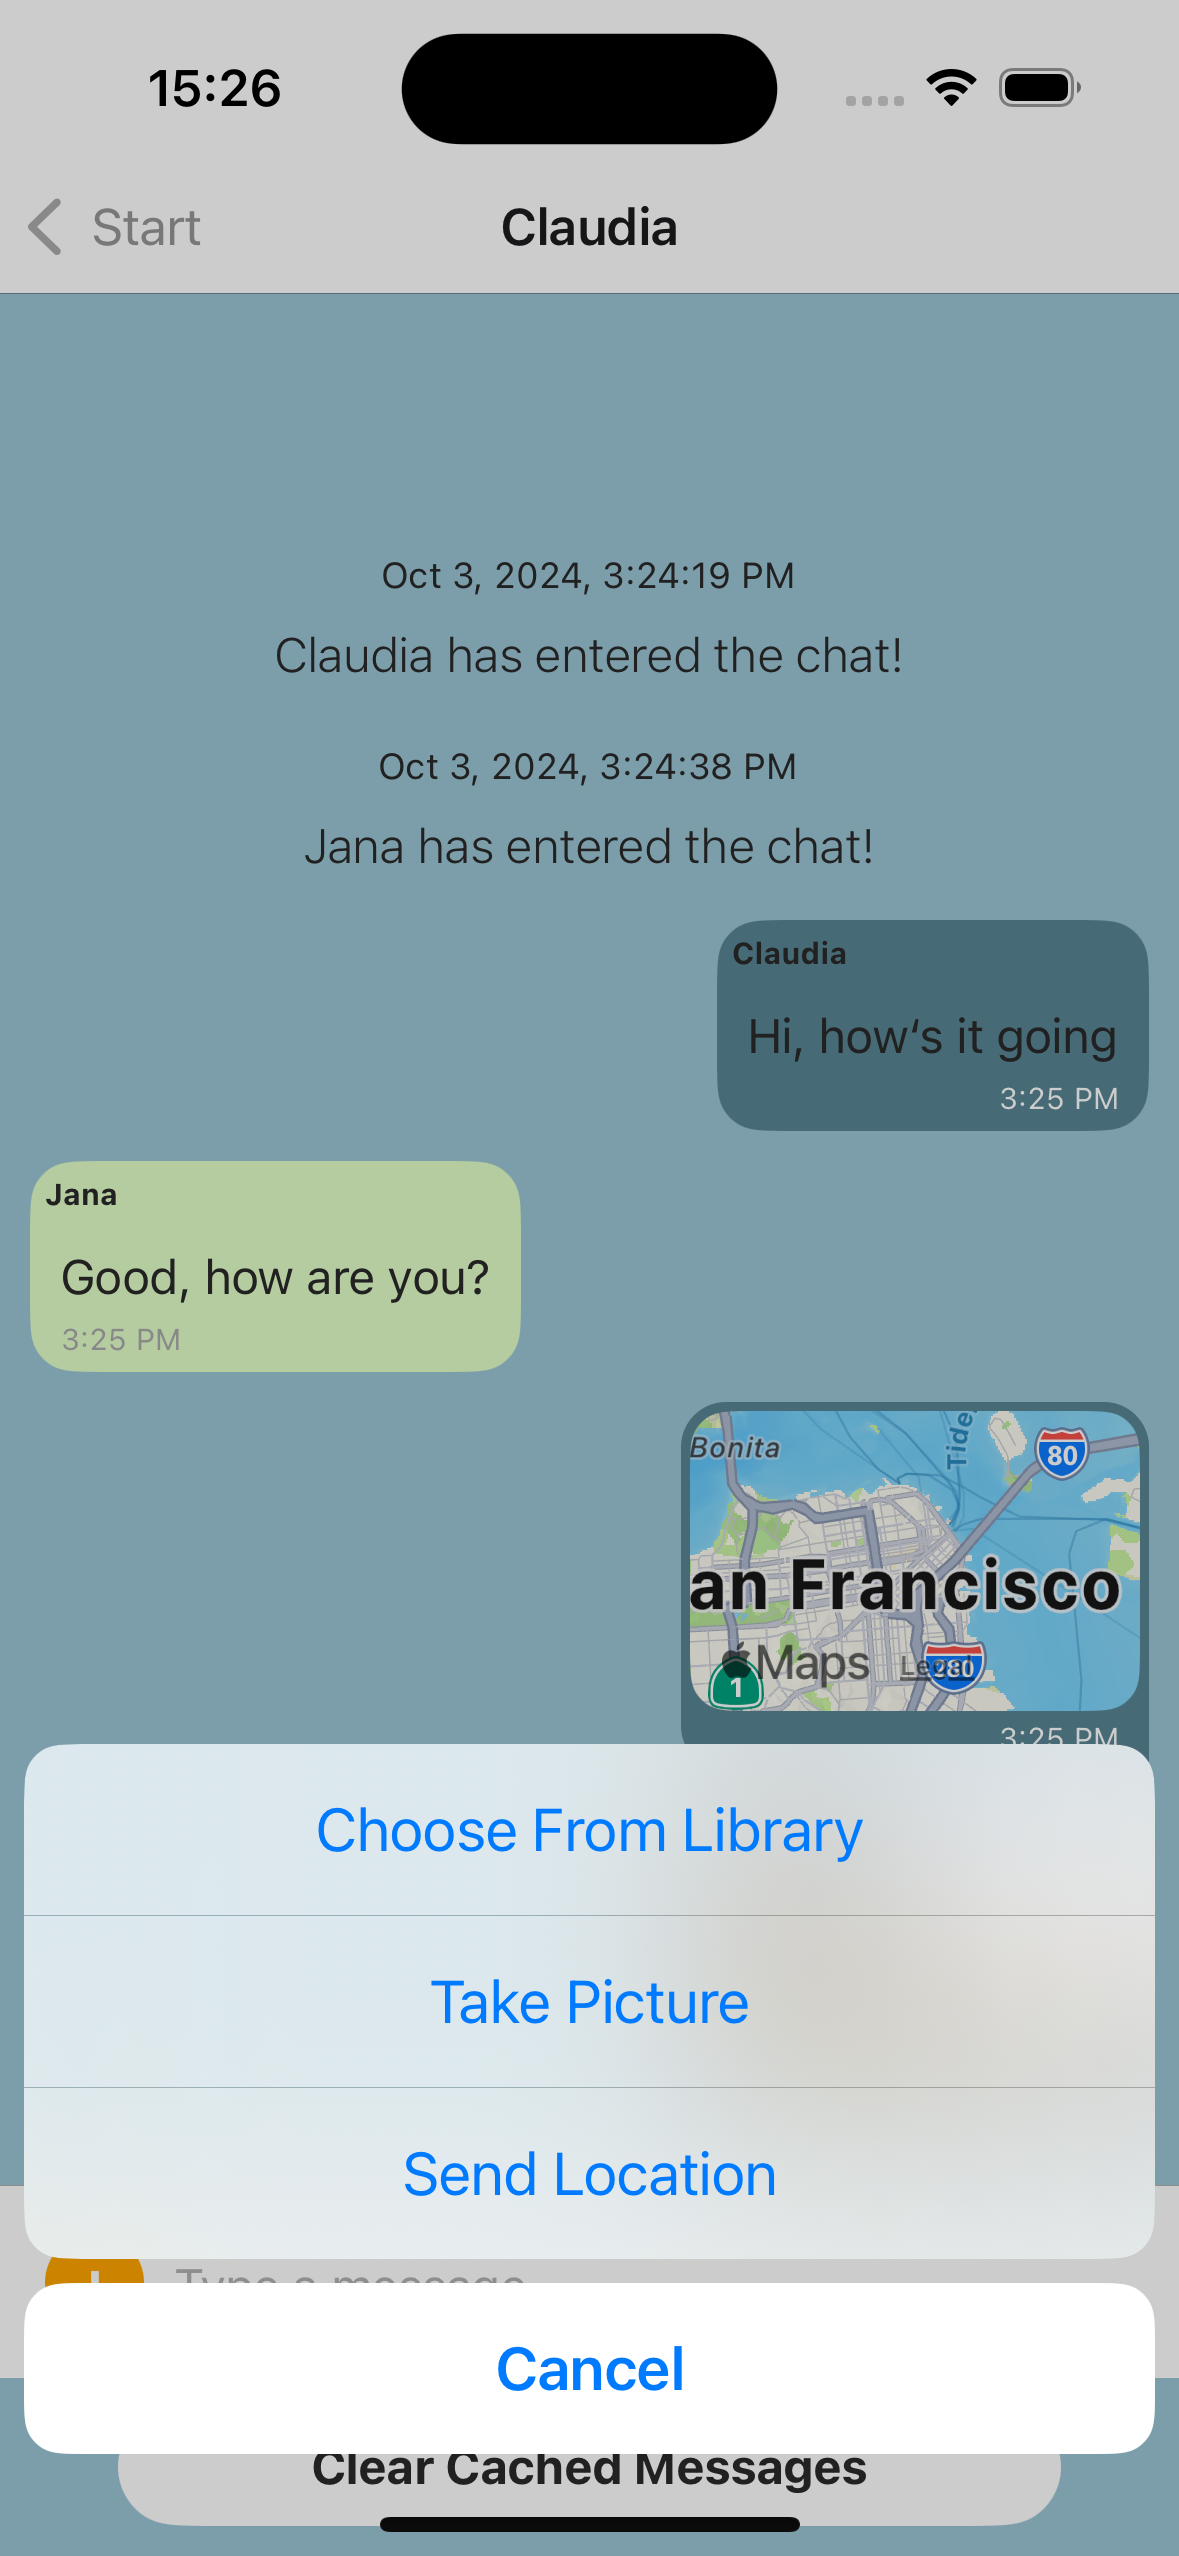 15:26
Start
Claudia
Oct 3, 2024, 3:24:19 PM
Claudia has entered the chat!
Oct 3, 2024, 3:24:38 PM
Jana has entered the chat!
Claudia
Hi, how‘s it going
3:25 PM
Jana
Good, how are you?
3:25 PM
Bonita
80
an Francisco
Maps
Legal
280
1
3:25 PM
Choose From Library
Take Picture
Send Location
Type a message
Cancel
Clear Cached Messages